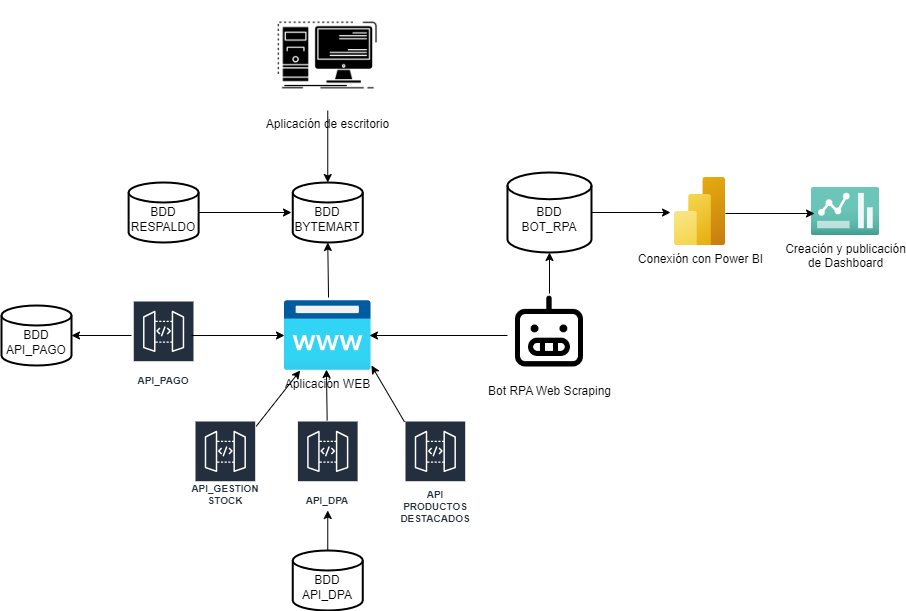 Aplicación de escritorio
BDD
RESPALDO
BDD
BYTEMART
BDD
BOT_RPA
Conexión con Power BI
Creación y publicación
de Dashboard
BDD
API_PAGO
API_PAGO
WWW
Aplicación WEB
Bot RPA Web Scraping
API_GESTION
STOCK
API_DPA
API
PRODUCTOS
DESTACADOS
BDD
API_DPA